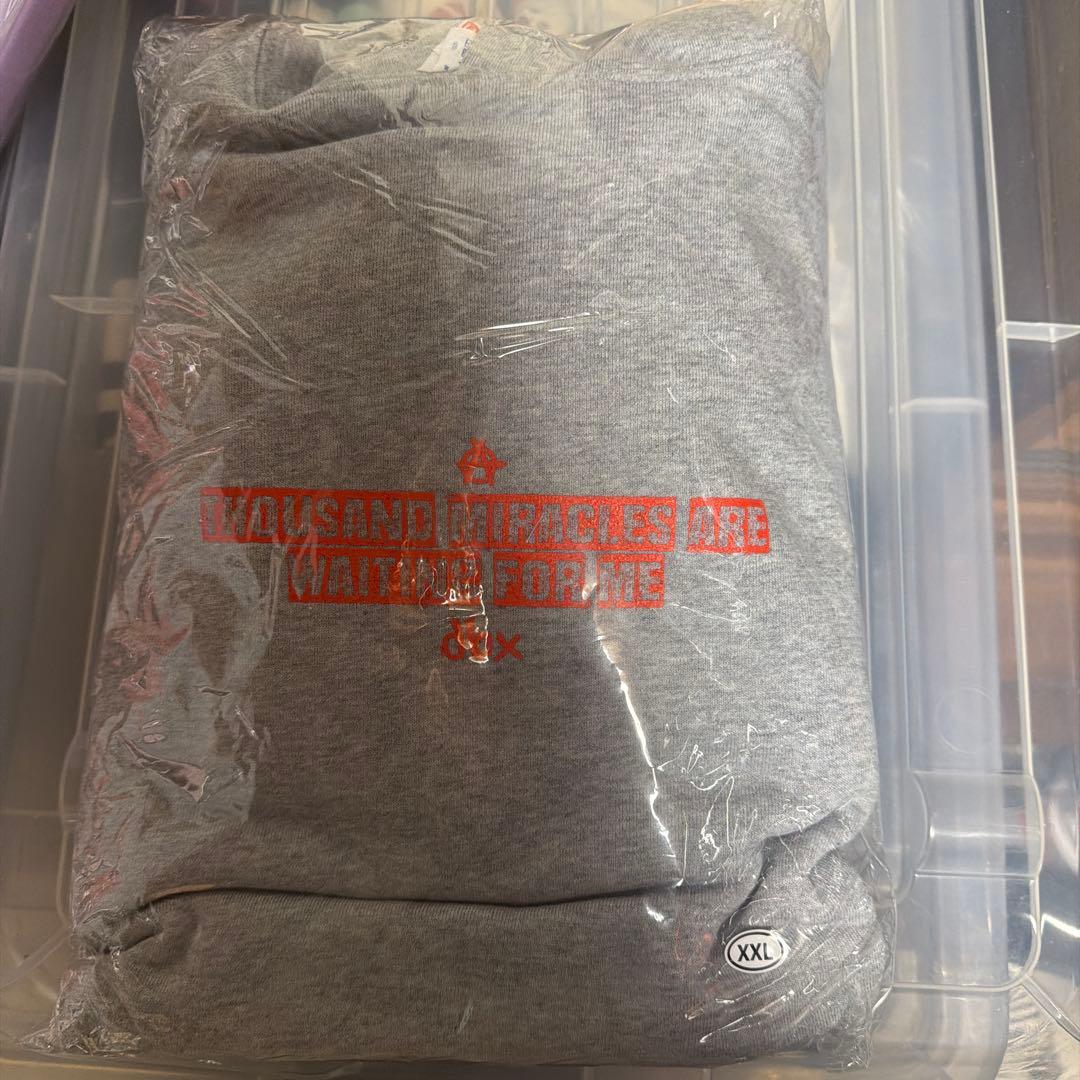 A
THOUSAND MIRACLES ARE
WAITING FOR ME
XXL